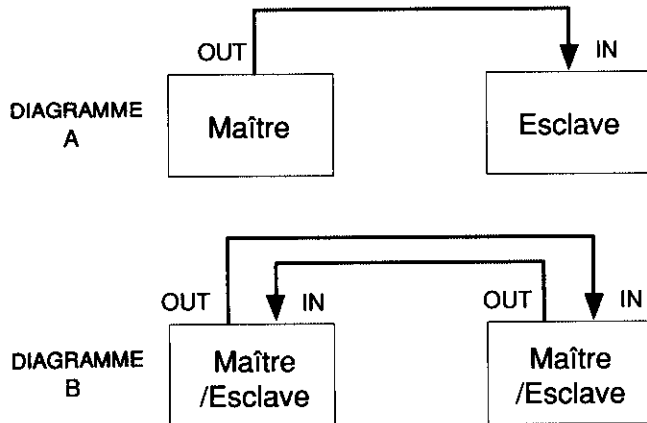 OUT
IN
DIAGRAMME
A
Maître
Esclave
OUT
IN
OUT
IN
DIAGRAMME
B
Maître
/Esclave
Maître
/Esclave